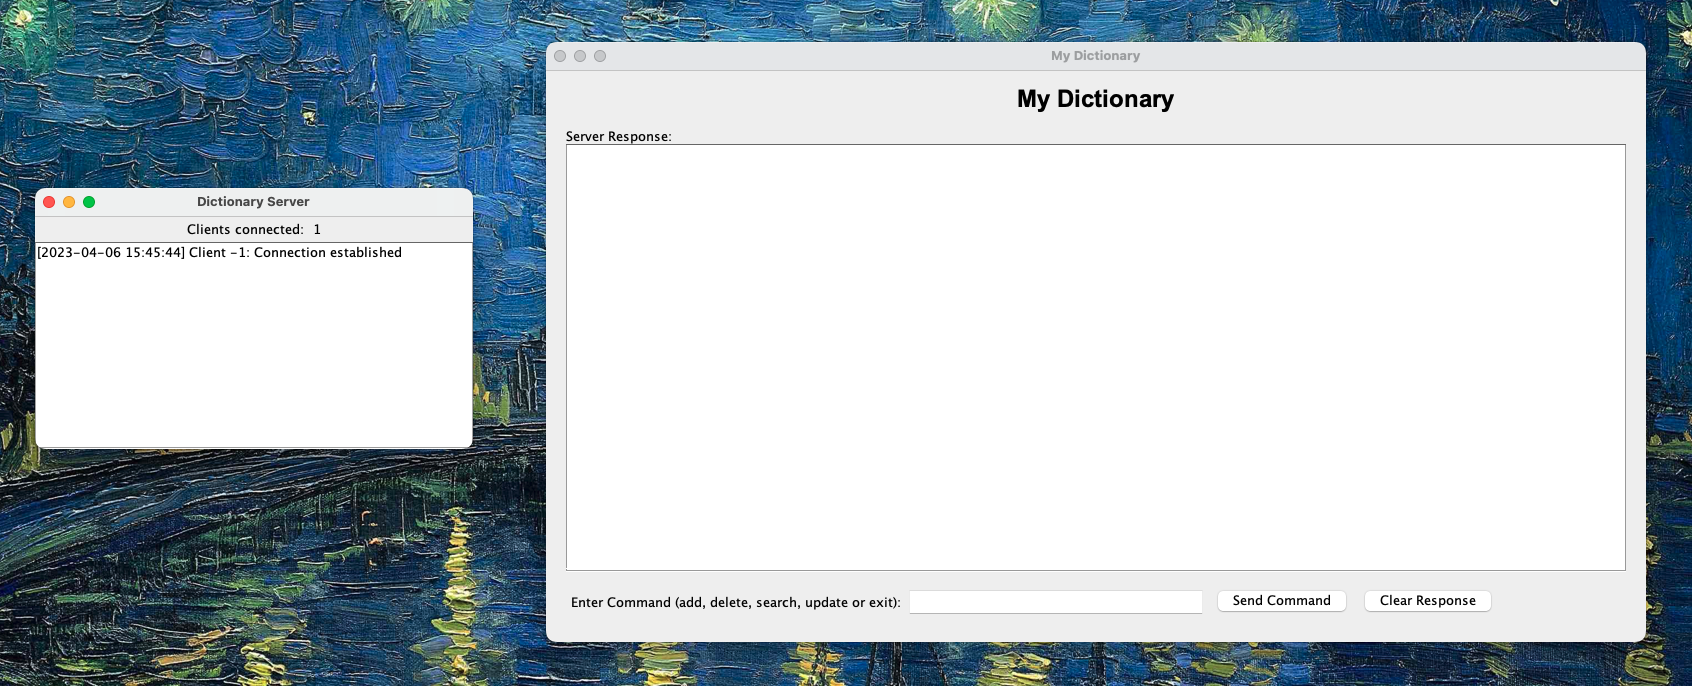 My Dictionary
My Dictionary
Server Response:
Dictionary Server
Clients connected: 1
[2023-04-06 15:45:44] Client -1: Connection established
Enter Command (add, delete, search, update or exit):
Send Command
Clear Response